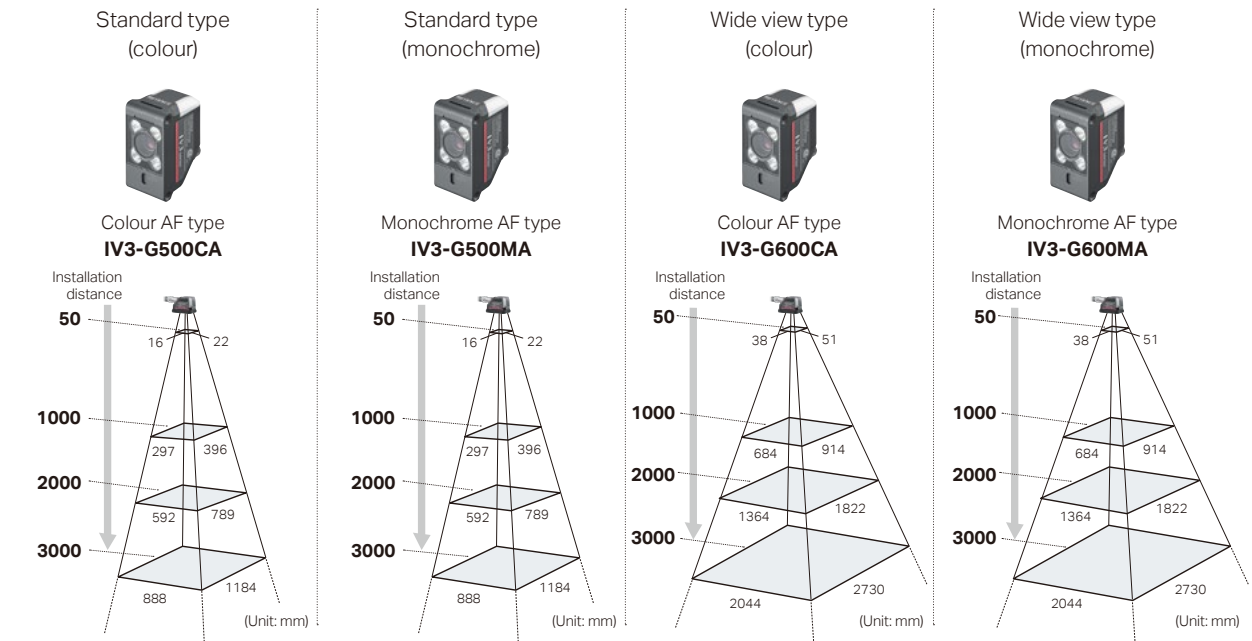 Standard type
(colour)
Colour AF type
IV3-G500CA
Installation
distance
50
16 22
1000
297 396
2000
592 789
3000
888 1184
(Unit: mm)
Standard type
(monochrome)
Monochrome AF type
IV3-G500MA
Installation
distance
50
16 22
1000
297 396
2000
592 789
3000
888 1184
(Unit: mm)
Wide view type
(colour)
Colour AF type
IV3-G600CA
Installation
distance
50
38 51
1000
684 914
2000
1364 1822
3000
2044 2730
(Unit: mm)
Wide view type
(monochrome)
Monochrome AF type
IV3-G600MA
Installation
distance
50
38 51
1000
684 914
2000
1364 1822
3000
2044 2730
(Unit: mm)